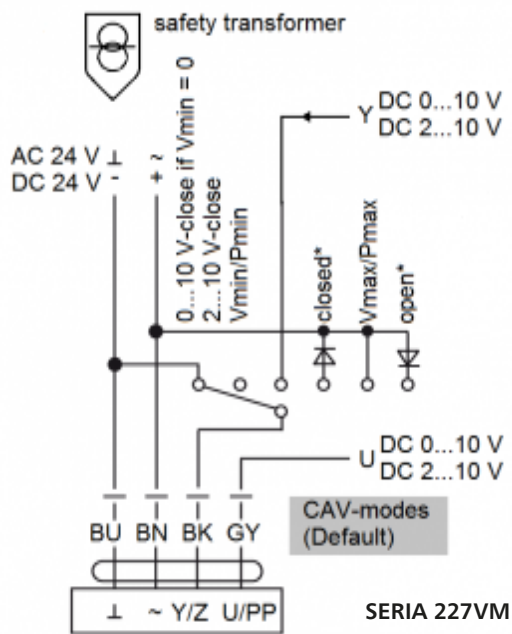 safety transformer
AC 24 V ⊥
DC 24 V -
+ ~
0...10 V-close if Vmin = 0
2...10 V-close
Vmin/Pmin
Y DC 0...10 V
DC 2...10 V
closed*
Vmax/Pmax
open*
U DC 0...10 V
DC 2...10 V
CAV-modes
(Default)
BU BN BK GY
⊥ ~ Y/Z U/PP
SERIA 227VM